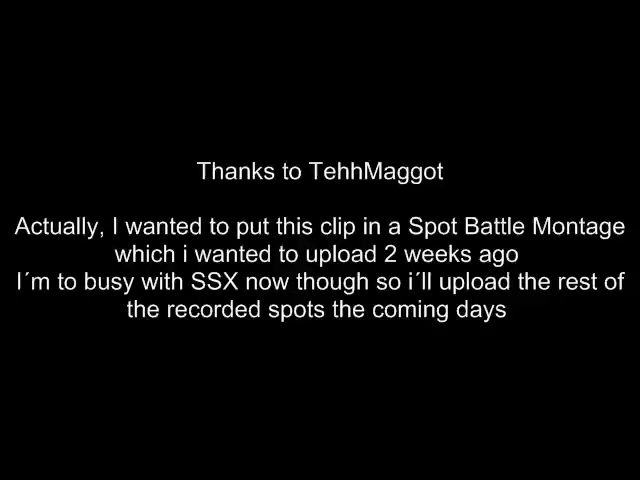 Thanks to TehhMaggot
Actually, I wanted to put this clip in a Spot Battle Montage
which i wanted to upload 2 weeks ago
I´m to busy with SSX now though so i´ll upload the rest of
the recorded spots the coming days